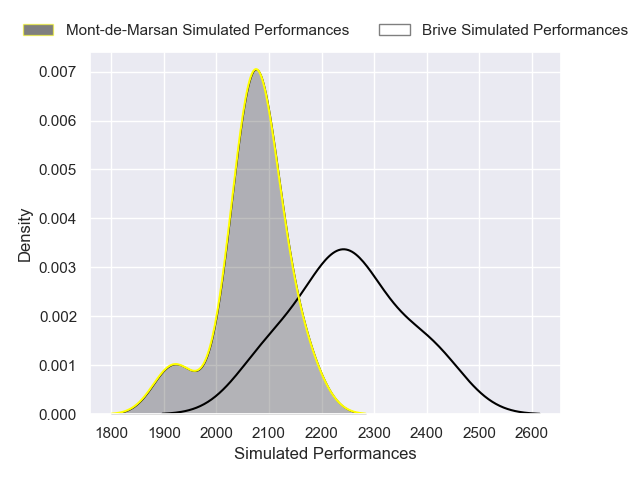 Mont-de-Marsan Simulated Performances Brive Simulated Performances
0.007
0.006
0.005
0.004
0.003
0.002
0.001
0.000
Density
1800 1900 2000 2100 2200 2300 2400 2500 2600
Simulated Performances